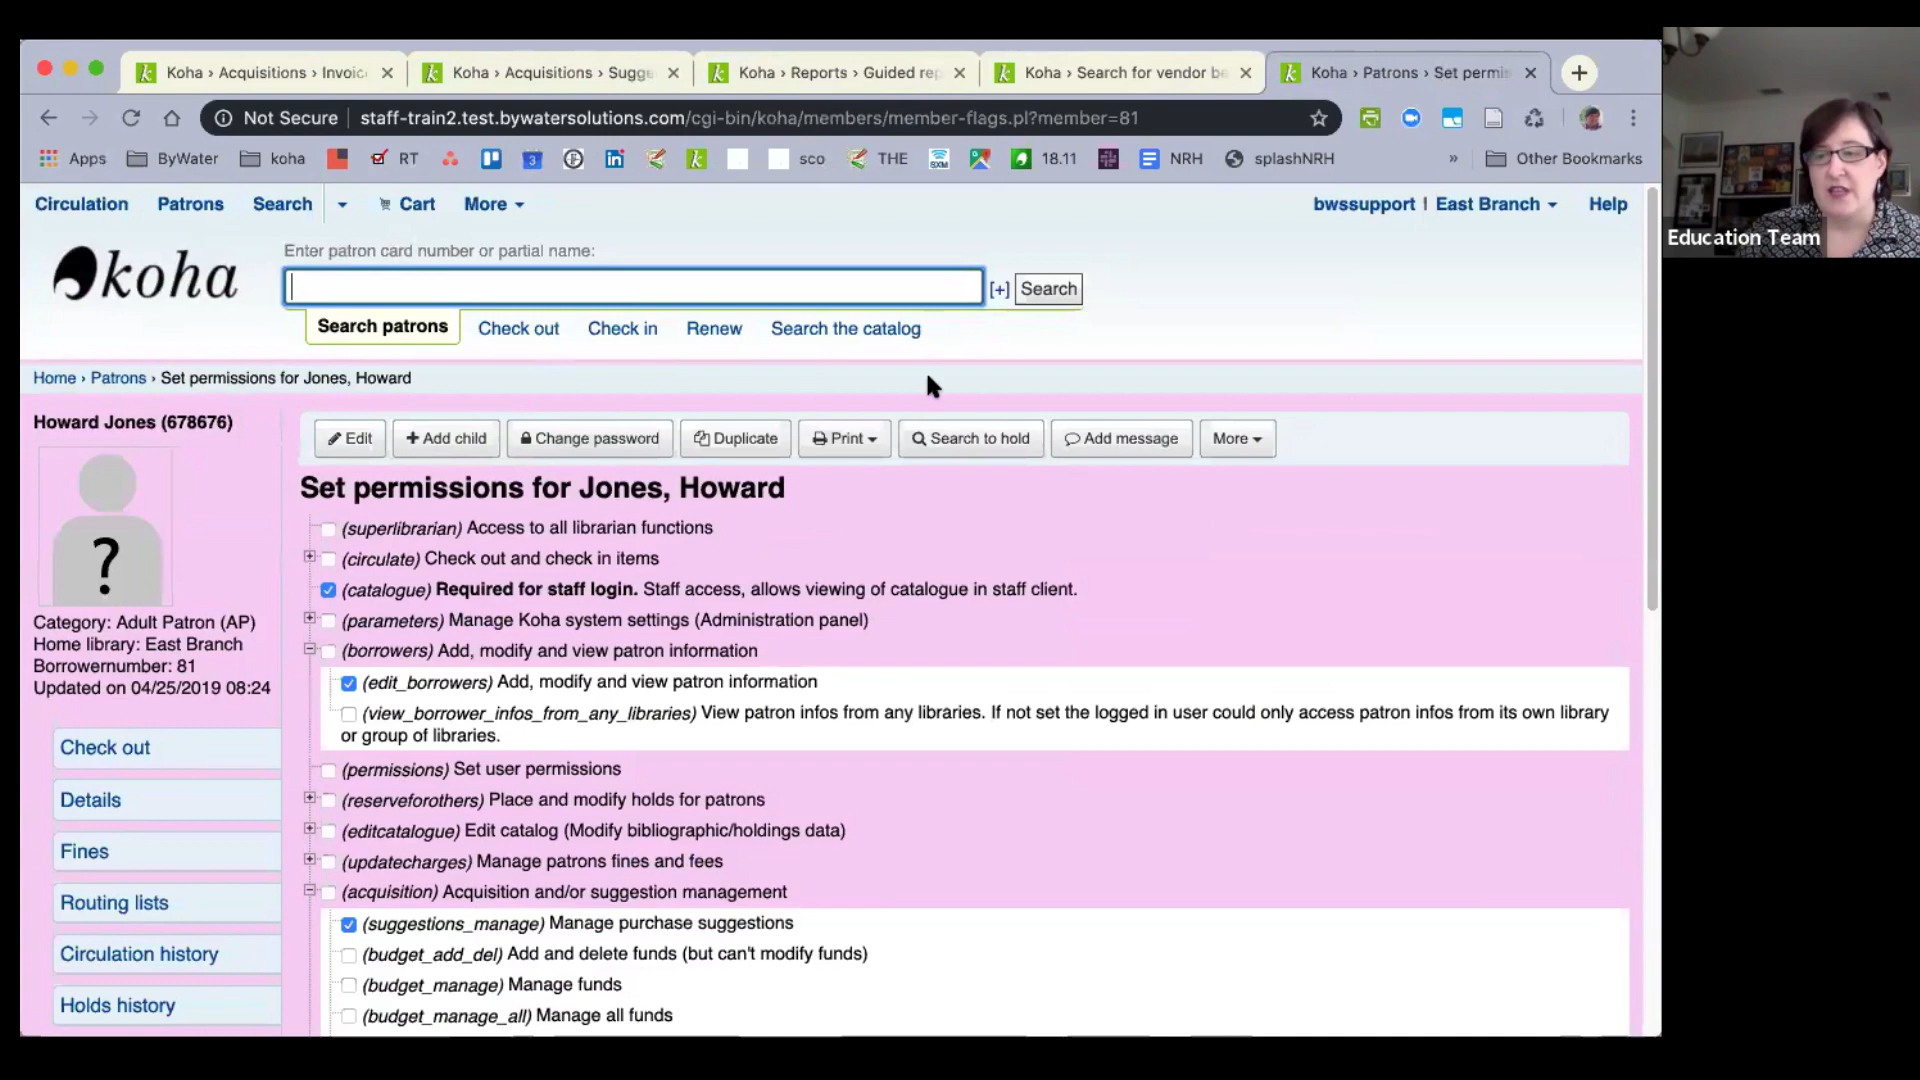 Koha › Acquisitions › Invoic
Koha › Acquisitions › Sugge
Koha › Reports › Guided rep
Koha › Search for vendor be
Koha › Patrons › Set permis
Not Secure
staff-train2.test.bywatersolutions.com/cgi-bin/koha/members/member-flags.pl?member=81
Apps ByWater koha RT sco THE 18.11 NRH splashNRH » Other Bookmarks
Circulation Patrons Search Cart More
bwssupport | East Branch Help
koha
Enter patron card number or partial name:
[+] Search
Search patrons Check out Check in Renew Search the catalog
Education Team
Home › Patrons › Set permissions for Jones, Howard
Howard Jones (678676)
?
Category: Adult Patron (AP)
Home library: East Branch
Borrowernumber: 81
Updated on 04/25/2019 08:24
Check out
Details
Fines
Routing lists
Circulation history
Holds history
Edit + Add child Change password Duplicate Print Search to hold Add message More
Set permissions for Jones, Howard
(superlibrarian) Access to all librarian functions
(circulate) Check out and check in items
(catalogue) Required for staff login. Staff access, allows viewing of catalogue in staff client.
(parameters) Manage Koha system settings (Administration panel)
(borrowers) Add, modify and view patron information
(edit_borrowers) Add, modify and view patron information
(view_borrower_infos_from_any_libraries) View patron infos from any libraries. If not set the logged in user could only access patron infos from its own library
or group of libraries.
(permissions) Set user permissions
(reserveforothers) Place and modify holds for patrons
(editcatalogue) Edit catalog (Modify bibliographic/holdings data)
(updatecharges) Manage patrons fines and fees
(acquisition) Acquisition and/or suggestion management
(suggestions_manage) Manage purchase suggestions
(budget_add_del) Add and delete funds (but can't modify funds)
(budget_manage) Manage funds
(budget_manage_all) Manage all funds